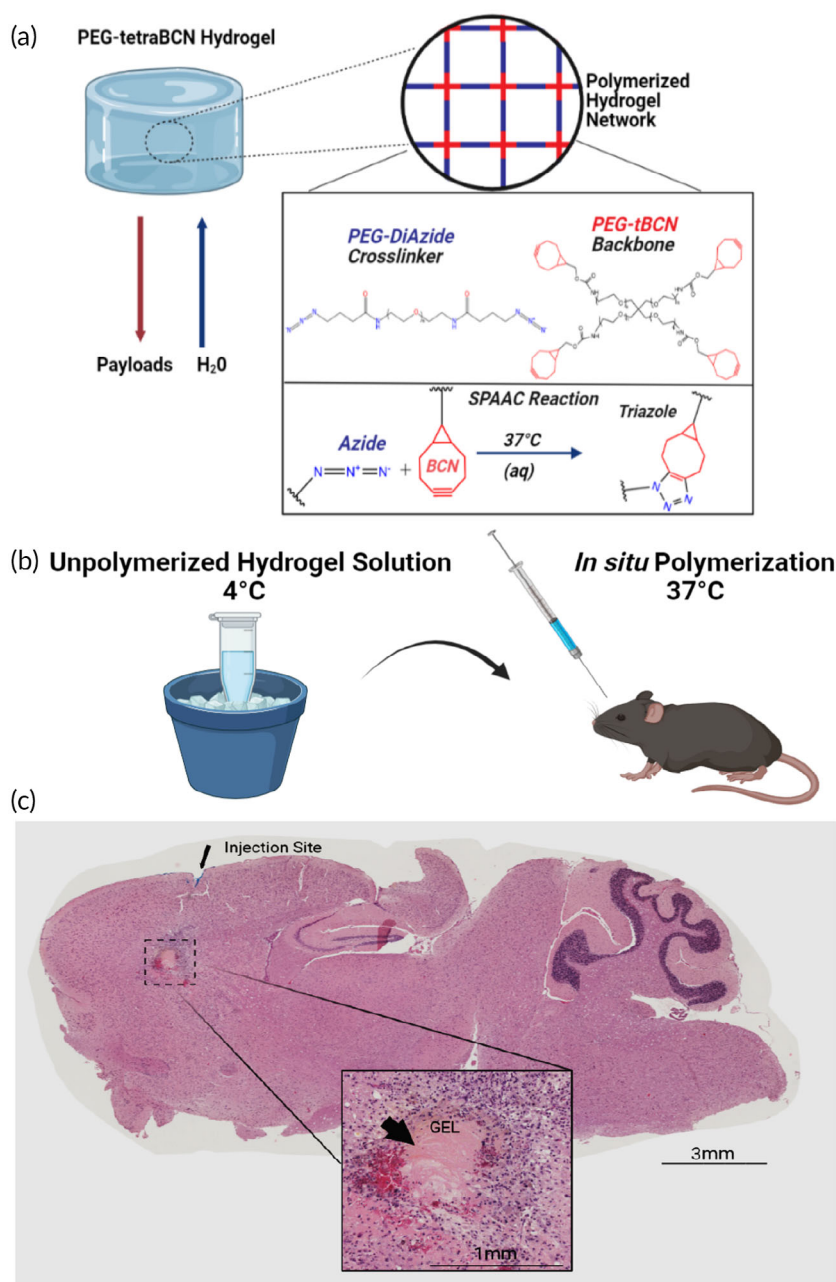 (a)
PEG-tetraBCN Hydrogel
Polymerized
Hydrogel
Network
PEG-DiAzide
Crosslinker
PEG-tBCN
Backbone
Payloads
H₂0
SPAAC Reaction
Azide
N=N⁺=N⁻
+
BCN
37°C
(aq)
Triazole
N
N=N
(b)
Unpolymerized Hydrogel Solution
4°C
In situ Polymerization
37°C
(c)
Injection Site
GEL
1mm
3mm